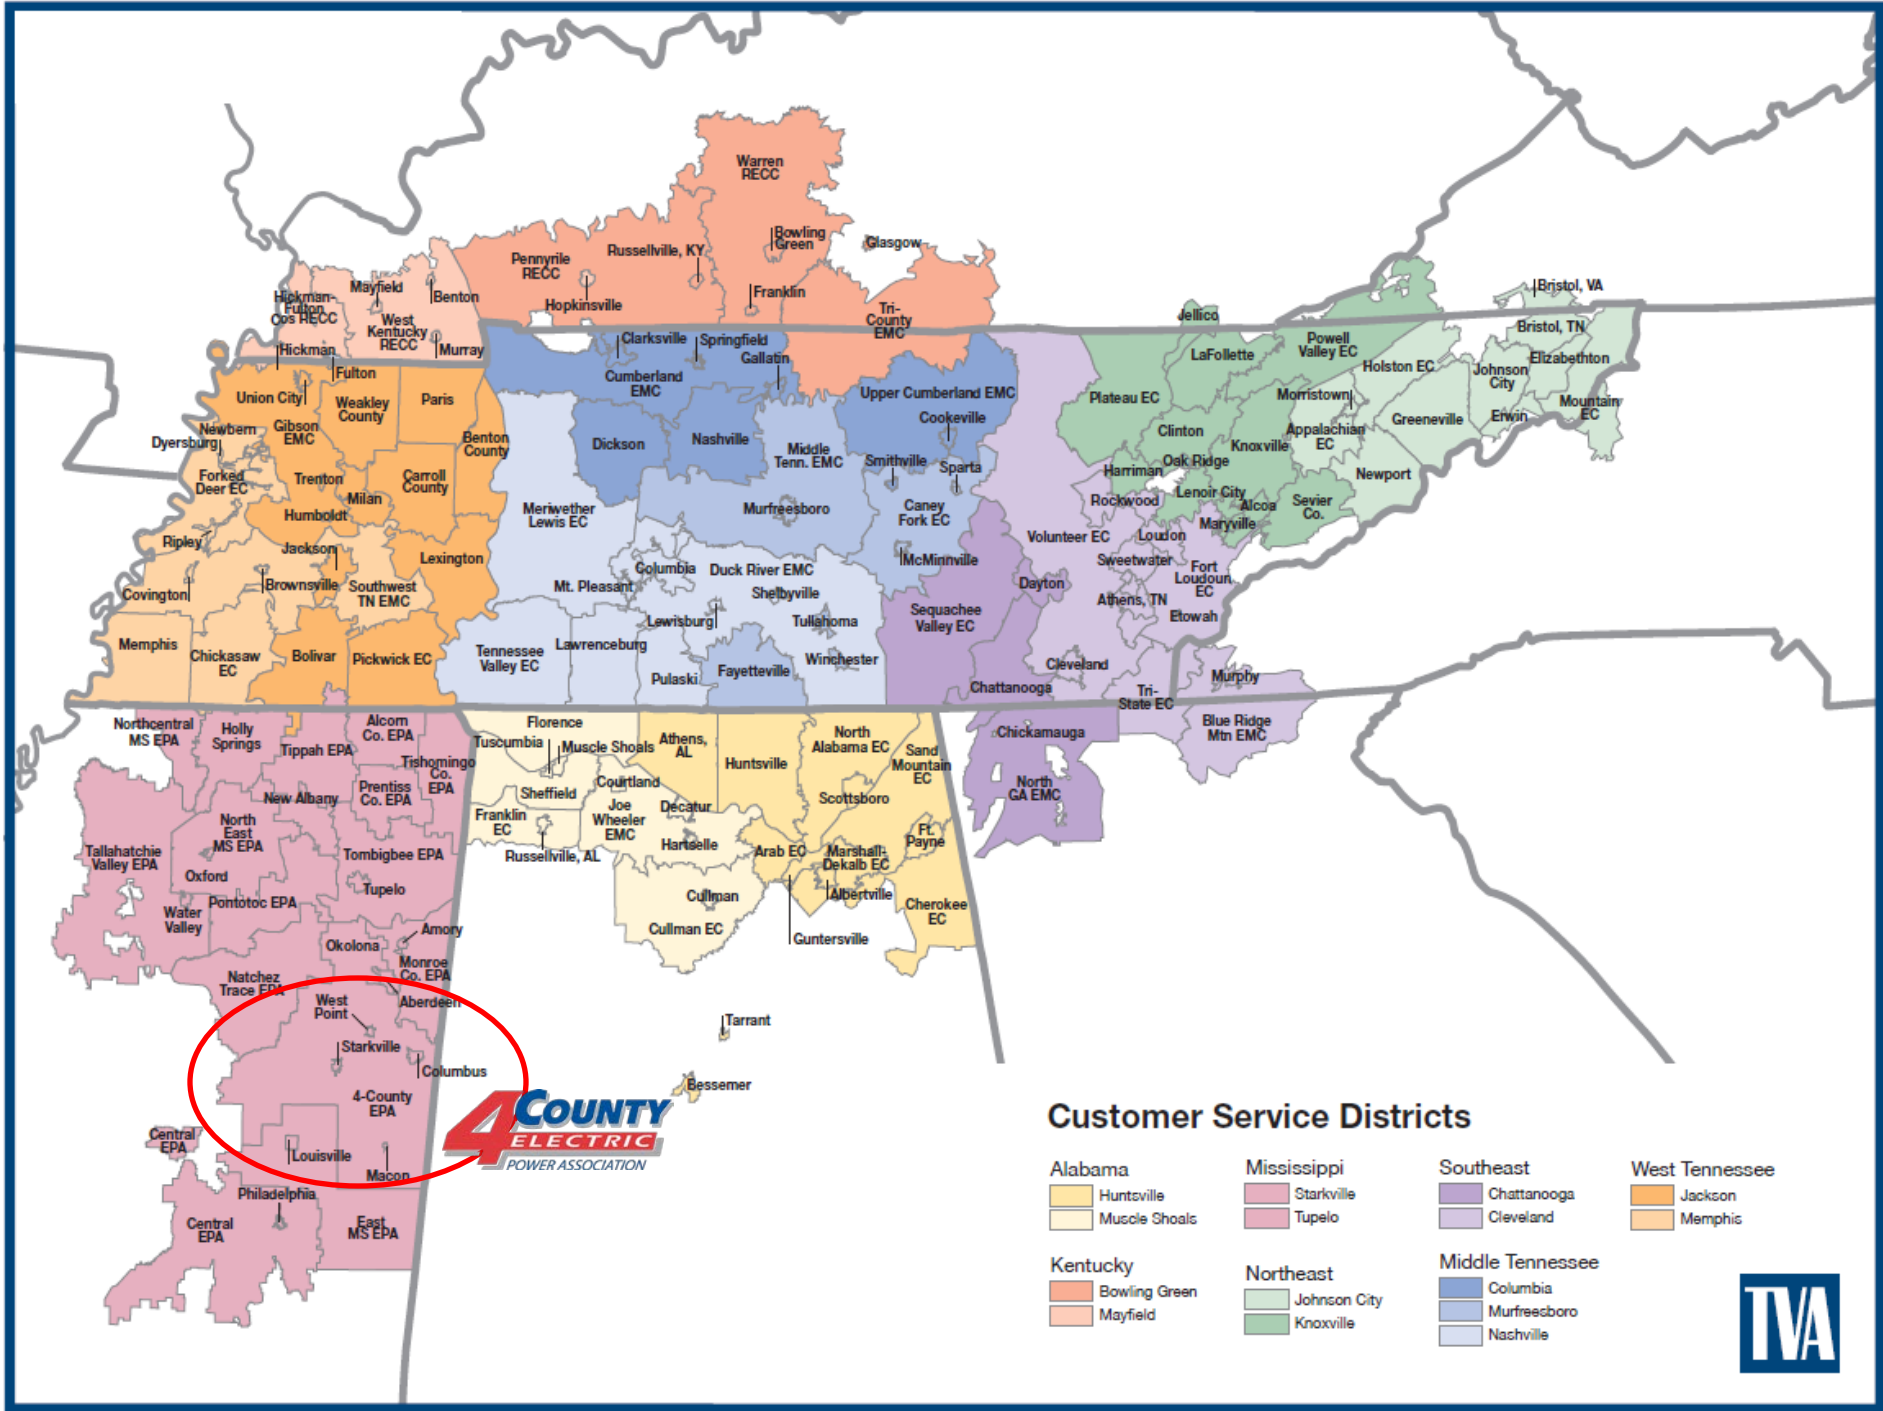 Warren
RECC
Bowling
Green
Glasgow
Russellville, KY
Pennyrile
RECC
Hopkinsville
Franklin
Tri-
County
EMC
Mayfield
Benton
Hickman-
Fulton
Cos RECC
West
Kentucky
RECC
Murray
Hickman
Fulton
Jellico
Bristol, VA
Bristol, TN
Powell
Valley EC
LaFollette
Holston EC
Johnson
City
Elizabethton
Mountain
EC
Erwin
Plateau EC
Morristown
Greeneville
Appalachian
EC
Clinton
Knoxville
Oak Ridge
Harriman
Newport
Lenoir City
Alcoa
Sevier
Co.
Maryville
Clarksville
Springfield
Gallatin
Cumberland
EMC
Upper Cumberland EMC
Cookeville
Dickson
Nashville
Middle
Tenn. EMC
Smithville
Sparta
Caney
Fork EC
Murfreesboro
McMinnville
Meriwether
Lewis EC
Columbia
Duck River EMC
Mt. Pleasant
Shelbyville
Lewisburg
Tullahoma
Tennessee
Valley EC
Lawrenceburg
Pulaski
Fayetteville
Winchester
Union City
Weakley
County
Paris
Newbern
Gibson
EMC
Dyersburg
Benton
County
Forked
Deer EC
Trenton
Milan
Carroll
County
Humboldt
Ripley
Jackson
Lexington
Brownsville
Southwest
TN EMC
Covington
Memphis
Chickasaw
EC
Bolivar
Pickwick EC
Rockwood
Volunteer EC
Loudon
Sweetwater
Fort
Loudoun
EC
Dayton
Athens, TN
Etowah
Sequachee
Valley EC
Cleveland
Chattanooga
Tri-
State EC
Murphy
Blue Ridge
Mtn EMC
Chickamauga
North
GA EMC
Northcentral
MS EPA
Holly
Springs
Tippah EPA
Alcorn
Co. EPA
Tishomingo
Co.
EPA
Prentiss
Co. EPA
New Albany
North
East
MS EPA
Tallahatchie
Valley EPA
Oxford
Tombigbee EPA
Tupelo
Pontotoc EPA
Water
Valley
Okolona
Amory
Monroe
Co. EPA
Natchez
Trace EPA
Aberdeen
West
Point
Starkville
Columbus
4-County
EPA
Central
EPA
Louisville
Macon
Philadelphia
Central
EPA
East
MS EPA
Florence
Tuscumbia
Muscle Shoals
Athens,
AL
Huntsville
North
Alabama EC
Sand
Mountain
EC
Sheffield
Courtland
Scottsboro
Franklin
EC
Joe
Wheeler
EMC
Decatur
Russellville, AL
Hartselle
Arab EC
Marshall-
Dekalb EC
Ft.
Payne
Albertville
Cullman
Cullman EC
Cherokee
EC
Guntersville
Tarrant
Bessemer
4COUNTY
ELECTRIC
POWER ASSOCIATION
Customer Service Districts
Alabama
Huntsville
Muscle Shoals
Kentucky
Bowling Green
Mayfield
Mississippi
Starkville
Tupelo
Northeast
Johnson City
Knoxville
Southeast
Chattanooga
Cleveland
Middle Tennessee
Columbia
Murfreesboro
Nashville
West Tennessee
Jackson
Memphis
TVA